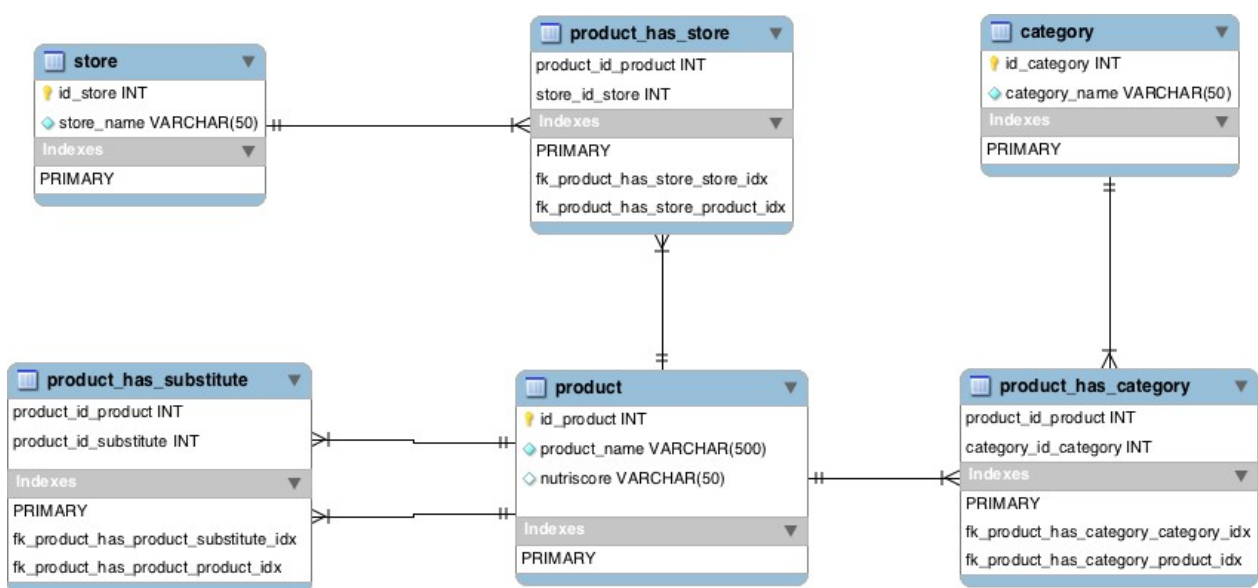 store
id_store INT
store_name VARCHAR(50)
Indexes
PRIMARY
product_has_store
product_id_product INT
store_id_store INT
Indexes
PRIMARY
fk_product_has_store_store_idx
fk_product_has_store_product_idx
category
id_category INT
category_name VARCHAR(50)
Indexes
PRIMARY
product_has_substitute
product_id_product INT
product_id_substitute INT
Indexes
PRIMARY
fk_product_has_product_substitute_idx
fk_product_has_product_product_idx
product
id_product INT
product_name VARCHAR(500)
nutriscore VARCHAR(50)
Indexes
PRIMARY
product_has_category
product_id_product INT
category_id_category INT
Indexes
PRIMARY
fk_product_has_category_category_idx
fk_product_has_category_product_idx